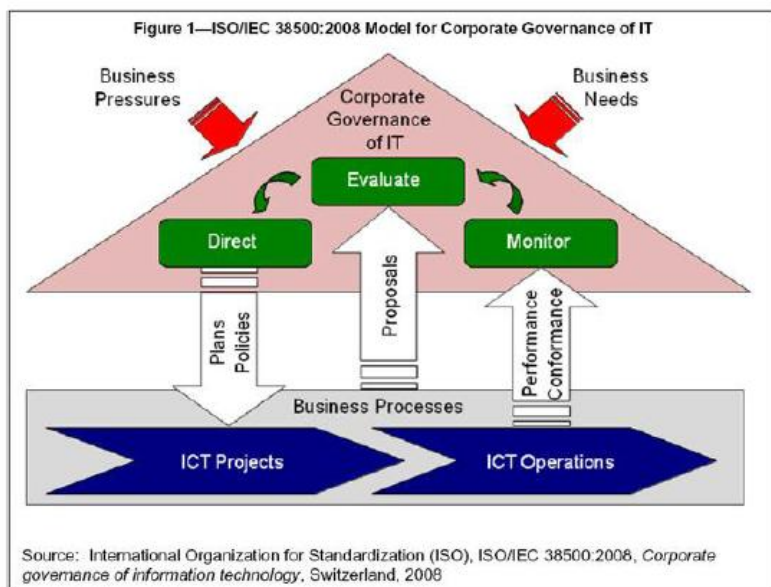 Figure 1—ISO/IEC 38500:2008 Model for Corporate Governance of IT
Business
Pressures
Business
Needs
Corporate
Governance
of IT
Evaluate
Direct
Monitor
Plans
Policies
Proposals
Performance
Conformance
Business Processes
ICT Projects
ICT Operations
Source: International Organization for Standardization (ISO), ISO/IEC 38500:2008, Corporate
governance of information technology, Switzerland, 2008